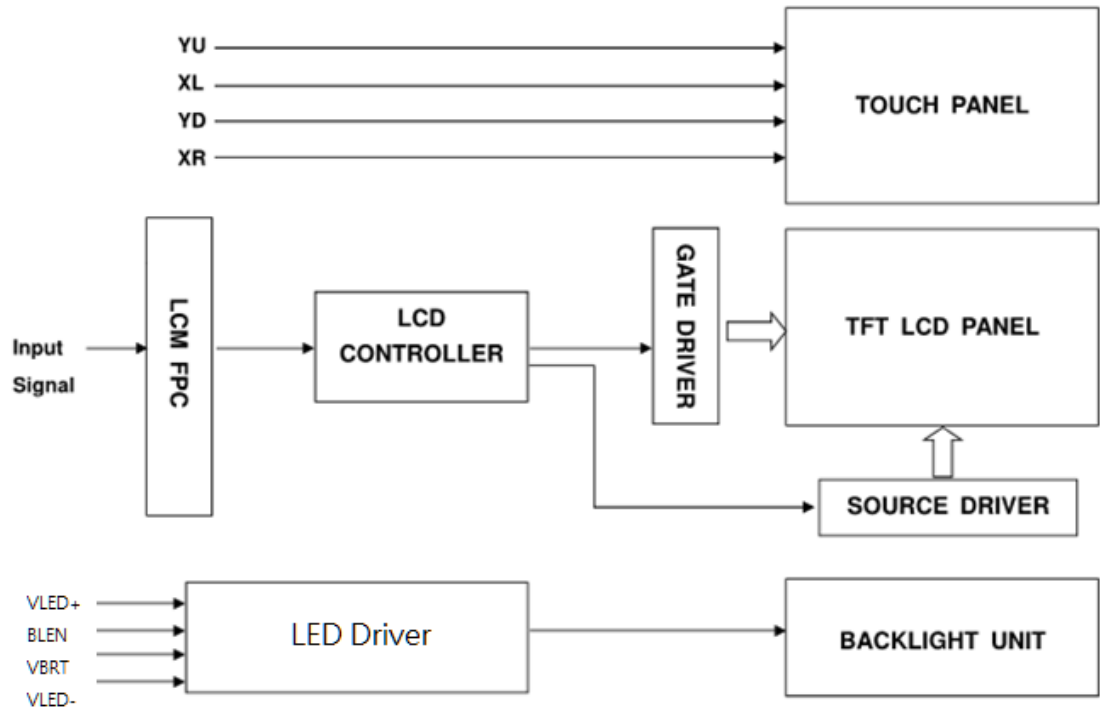 YU
XL
YD
XR
TOUCH PANEL
Input
Signal
LCM FPC
LCD
CONTROLLER
GATE DRIVER
TFT LCD PANEL
SOURCE DRIVER
VLED+
BLEN
VBRT
VLED-
LED Driver
BACKLIGHT UNIT